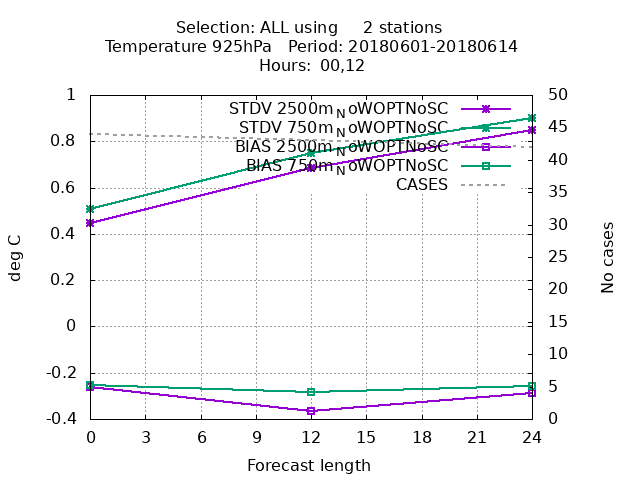 Selection: ALL using     2 stations
Temperature 925hPa   Period: 20180601-20180614
Hours:  00,12
STDV 2500m_NoWOPTNoSC
STDV 750m_NoWOPTNoSC
BIAS 2500m_NoWOPTNoSC
BIAS 750m_NoWOPTNoSC
CASES
1
0.8
0.6
0.4
0.2
0
-0.2
-0.4
deg C
50
45
40
35
30
25
20
15
10
5
0
No cases
0 3 6 9 12 15 18 21 24
Forecast length